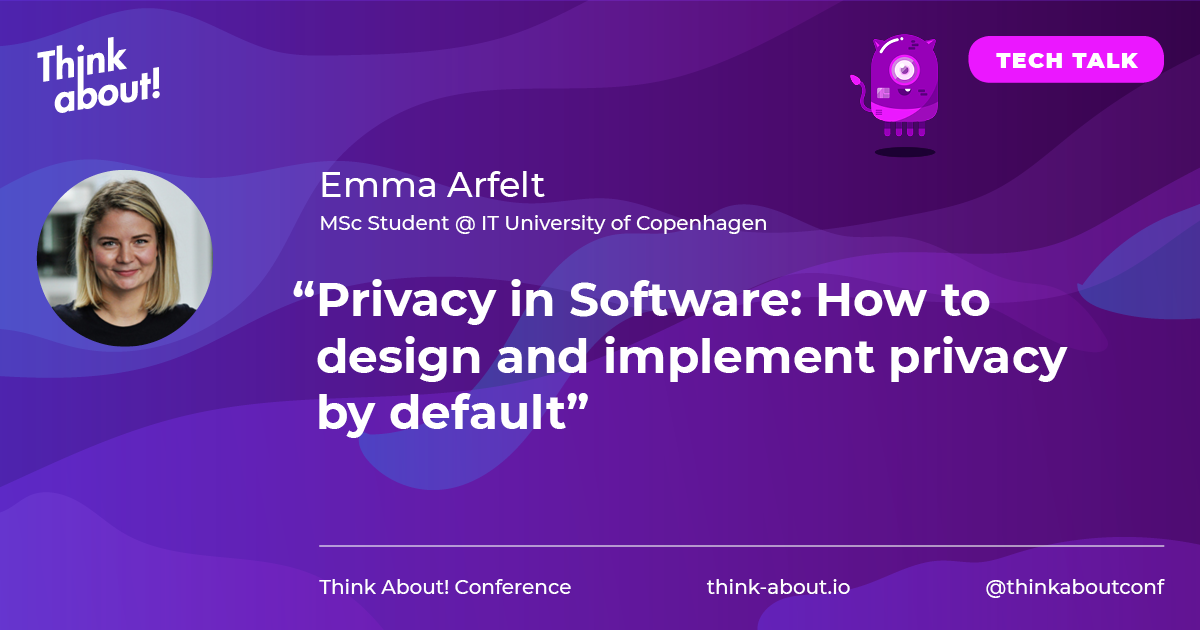 Think
about!
TECH TALK
Emma Arfelt
MSc Student @ IT University of Copenhagen
“Privacy in Software: How to
design and implement privacy
by default”
Think About! Conference
think-about.io
@thinkaboutconf